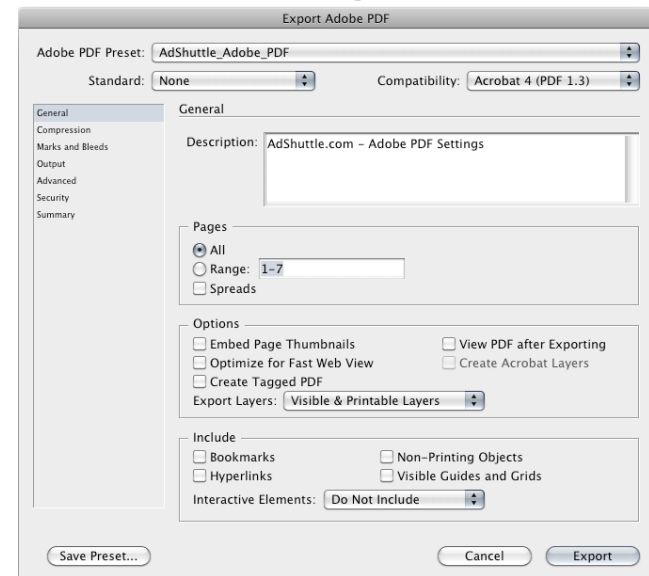 Export Adobe PDF
Adobe PDF Preset: AdShuttle_Adobe_PDF
Standard: None Compatibility: Acrobat 4 (PDF 1.3)
General
Compression
Marks and Bleeds
Output
Advanced
Security
Summary
General
Description: AdShuttle.com – Adobe PDF Settings
Pages
All
Range: 1-7
Spreads
Options
Embed Page Thumbnails View PDF after Exporting
Optimize for Fast Web View Create Acrobat Layers
Create Tagged PDF
Export Layers: Visible & Printable Layers
Include
Bookmarks Non-Printing Objects
Hyperlinks Visible Guides and Grids
Interactive Elements: Do Not Include
Save Preset... Cancel Export